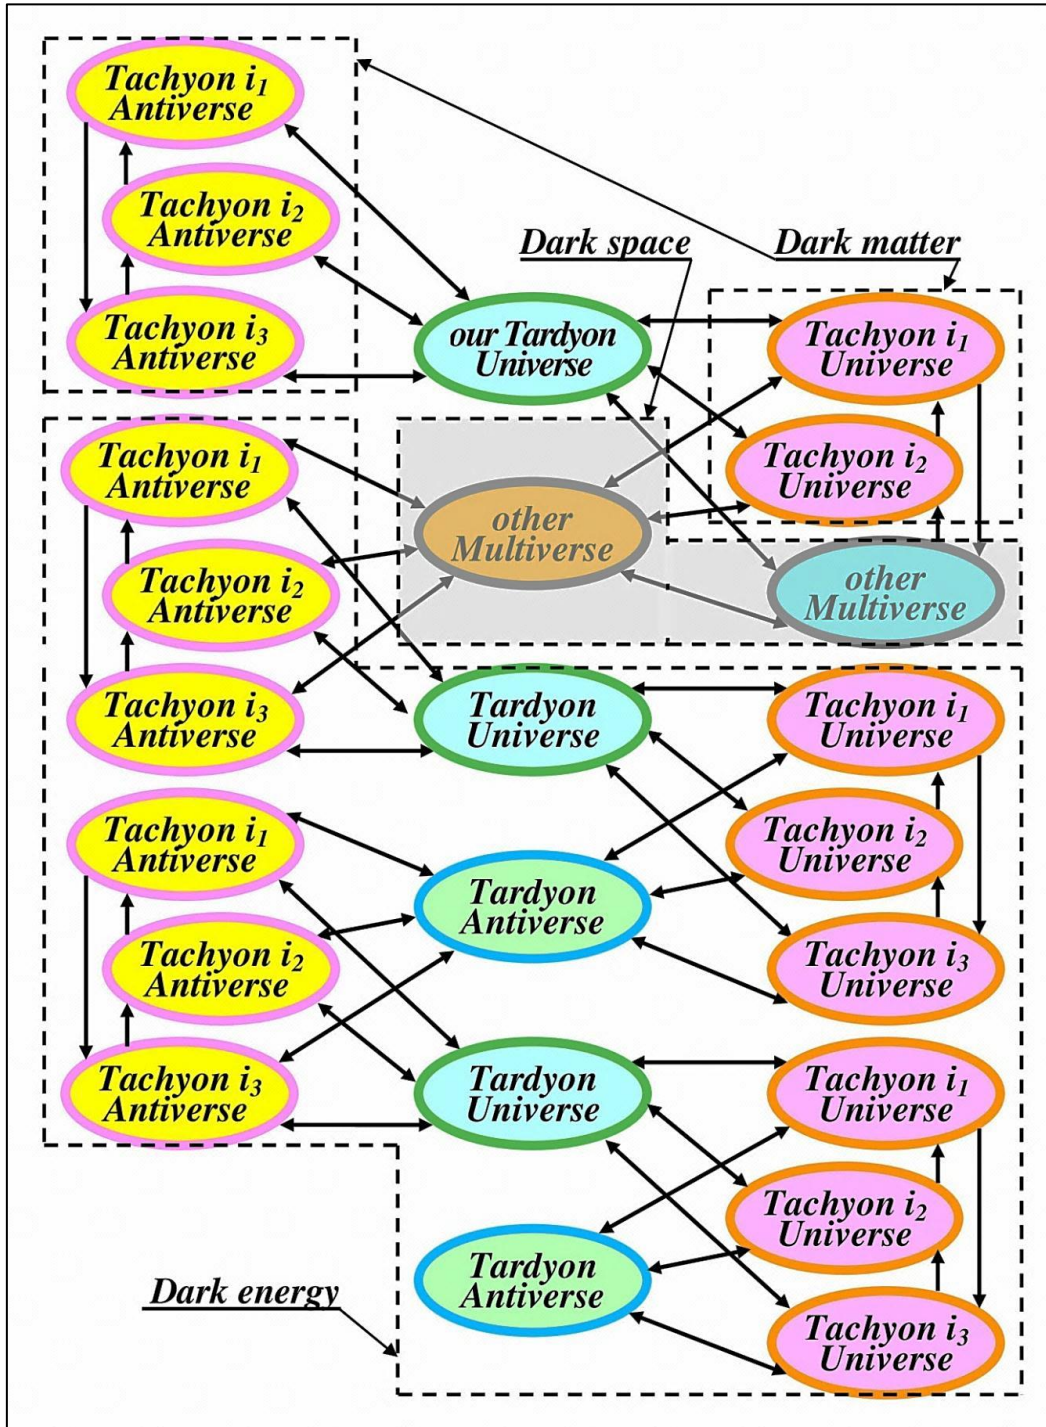 Tachyon i₁
Antiverse
Tachyon i₂
Antiverse
Dark space
Dark matter
Tachyon i₃
Antiverse
our Tardyon
Universe
Tachyon i₁
Universe
Tachyon i₁
Antiverse
Tachyon i₂
Universe
other
Multiverse
Tachyon i₂
Antiverse
other
Multiverse
Tachyon i₃
Antiverse
Tardyon
Universe
Tachyon i₁
Universe
Tachyon i₁
Antiverse
Tachyon i₂
Universe
Tardyon
Antiverse
Tachyon i₂
Antiverse
Tachyon i₃
Universe
Tachyon i₃
Antiverse
Tardyon
Universe
Tachyon i₁
Universe
Tachyon i₂
Universe
Tardyon
Antiverse
Dark energy
Tachyon i₃
Universe